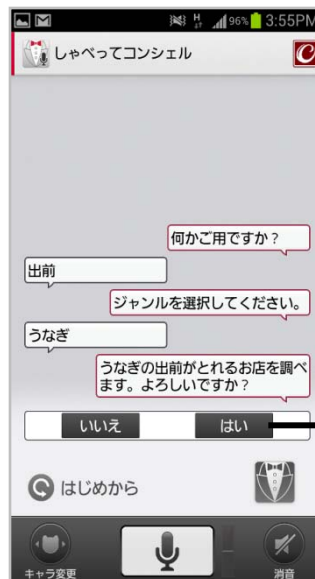 H 96% 3:55PM
しゃべってコンシェル
何かご用ですか？
出前
ジャンルを選択してください。
うなぎ
うなぎの出前がとれるお店を調べ
ます。よろしいですか？
いいえ はい
はじめから
キャラ変更 消音